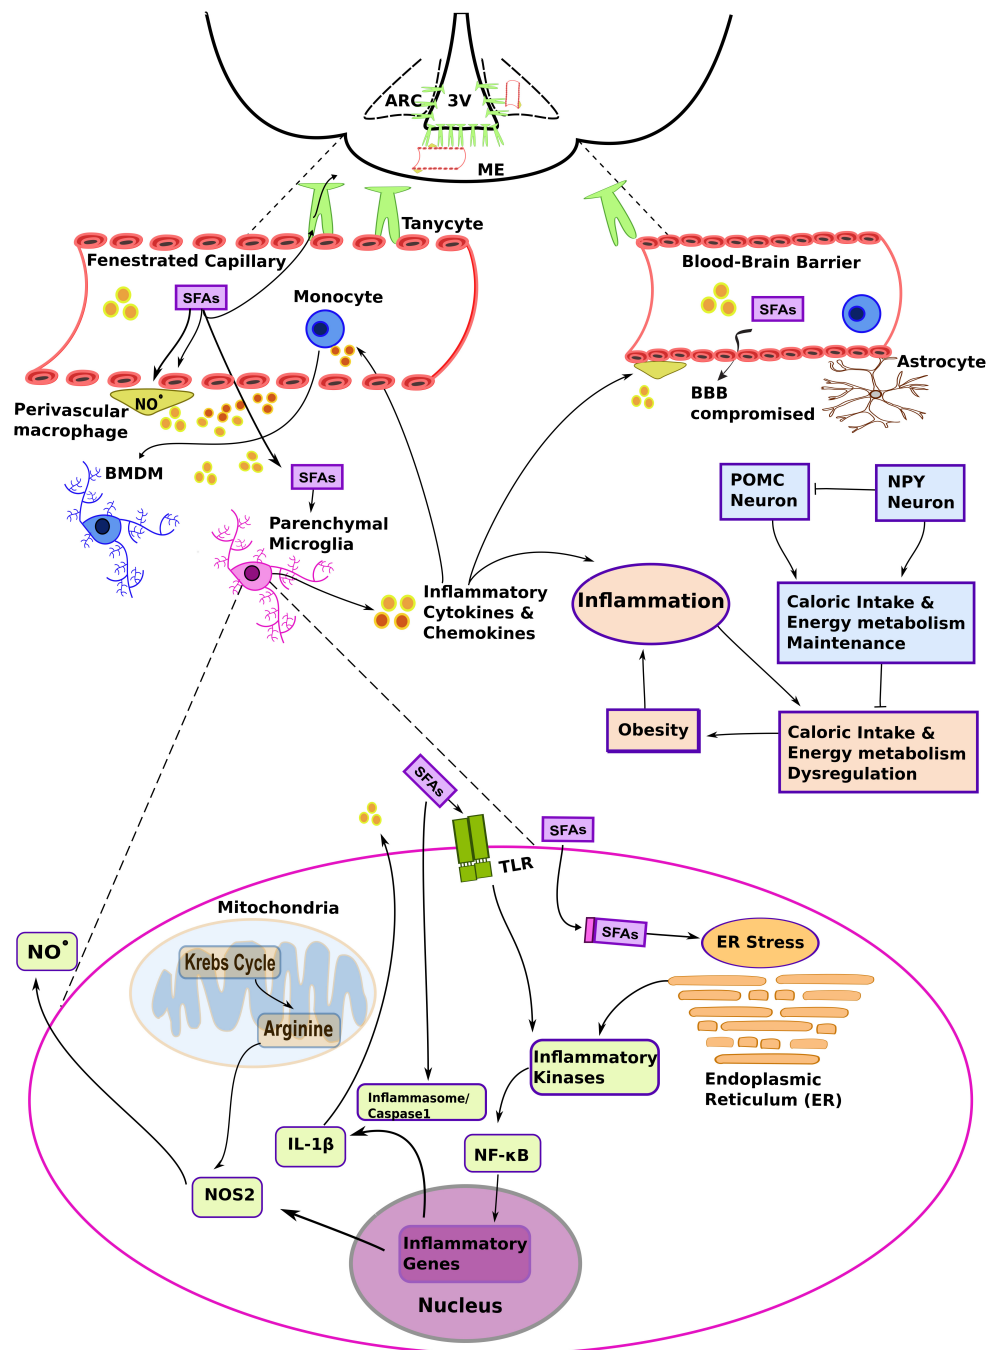 ARC
3V
ME
Tanycyte
Fenestrated Capillary
Blood-Brain Barrier
SFAs
Monocyte
SFAs
Astrocyte
NO•
Perivascular
macrophage
BBB
compromised
BMDM
SFAs
POMC
Neuron
NPY
Neuron
Parenchymal
Microglia
Inflammatory
Cytokines &
Chemokines
Inflammation
Caloric Intake &
Energy metabolism
Maintenance
Obesity
Caloric Intake &
Energy metabolism
Dysregulation
SFAs
SFAs
TLR
Mitochondria
NO•
Krebs Cycle
Arginine
SFAs
ER Stress
Inflammatory
Kinases
Endoplasmic
Reticulum (ER)
Inflammasome/
Caspase1
IL-1β
NF-κB
NOS2
Inflammatory
Genes
Nucleus